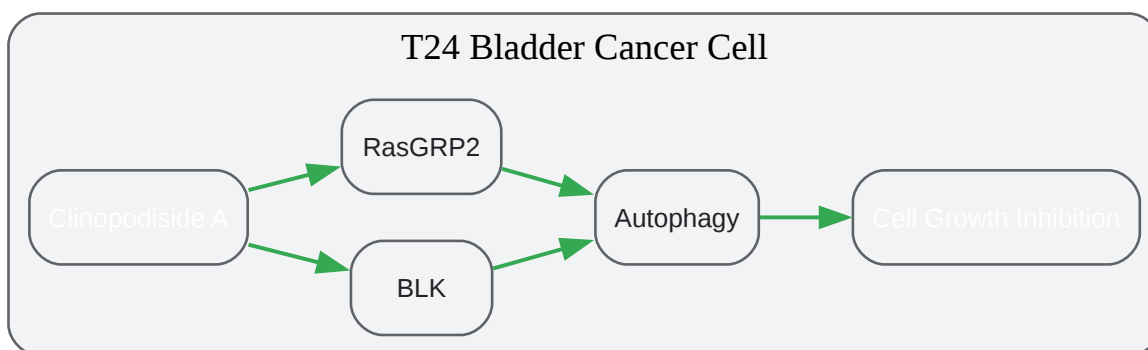 T24 Bladder Cancer Cell
RasGRP2
Clinopodiside A
Autophagy
Cell Growth Inhibition
BLK